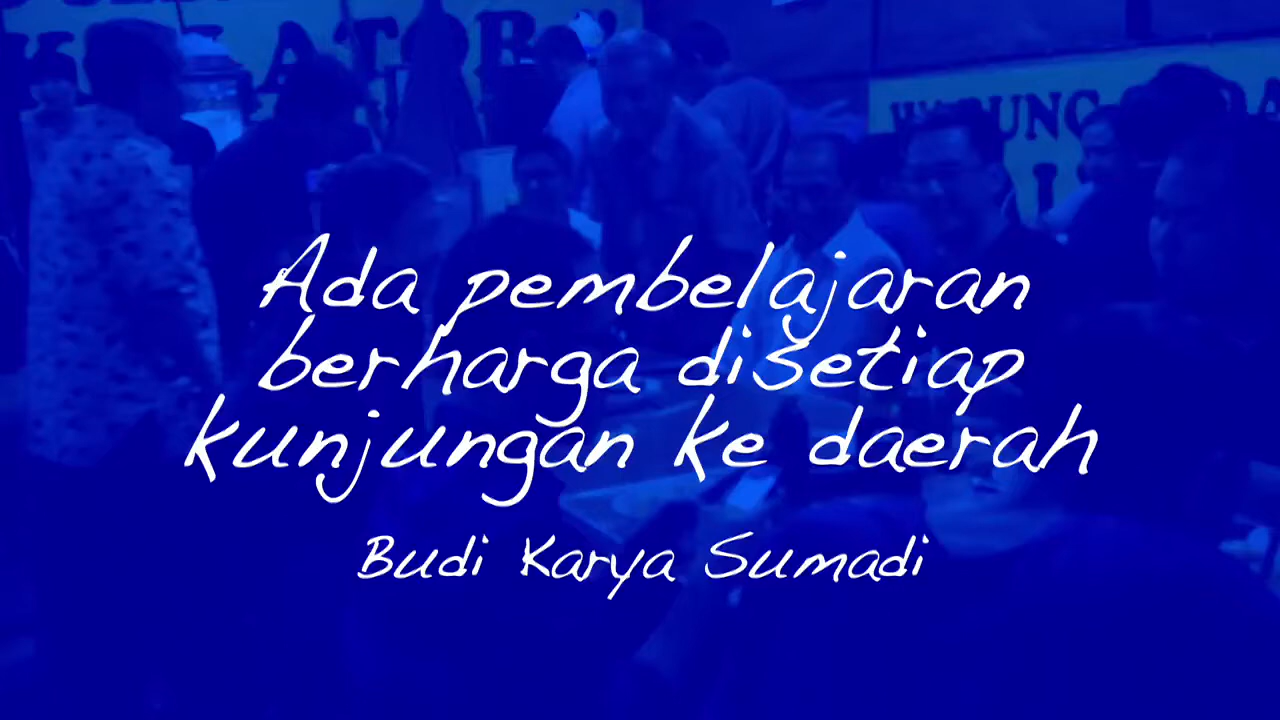 Ada pembelajaran
berharga disetiap
kunjungan ke daerah
Budi Karya Sumadi